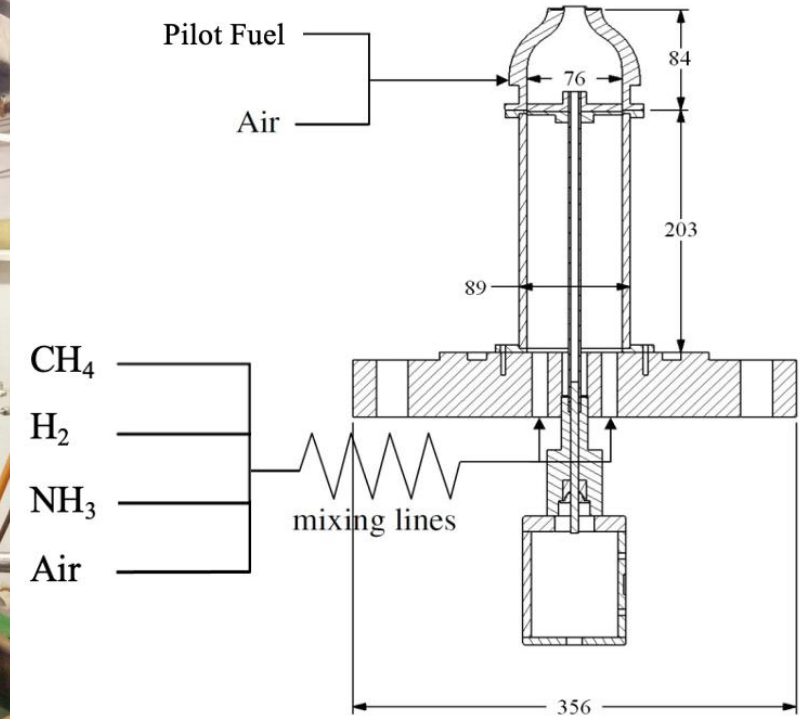 Pilot Fuel
Air
84
76
203
89
CH₄
H₂
NH₃
Air
mixing lines
356